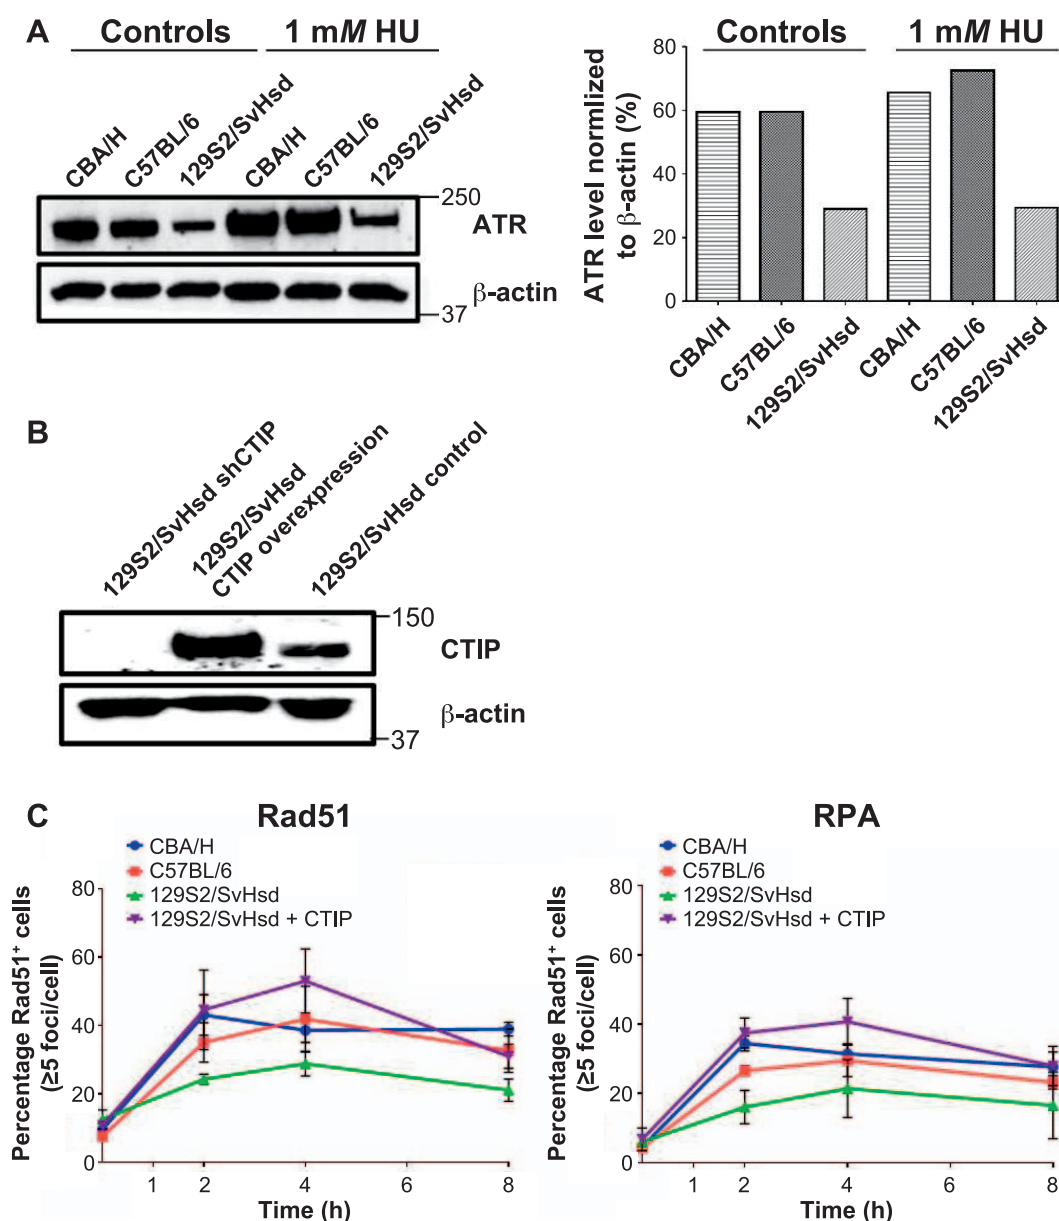 A
Controls
1 mM HU
CBA/H
C57BL/6
129S2/SvHsd
CBA/H
C57BL/6
129S2/SvHsd
250
ATR
β-actin
37
Controls
1 mM HU
ATR level normlized
to β-actin (%)
80
60
40
20
0
CBA/H
C57BL/6
129S2/SvHsd
CBA/H
C57BL/6
129S2/SvHsd
B
129S2/SvHsd shCTIP
129S2/SvHsd
CTIP overexpression
129S2/SvHsd control
150
CTIP
β-actin
37
C
Rad51
CBA/H
C57BL/6
129S2/SvHsd
129S2/SvHsd + CTIP
Percentage Rad51+ cells
(≥5 foci/cell)
80
60
40
20
0
1
2
4
6
8
Time (h)
RPA
CBA/H
C57BL/6
129S2/SvHsd
129S2/SvHsd + CTIP
Percentage Rad51+ cells
(≥5 foci/cell)
80
60
40
20
0
1
2
4
6
8
Time (h)